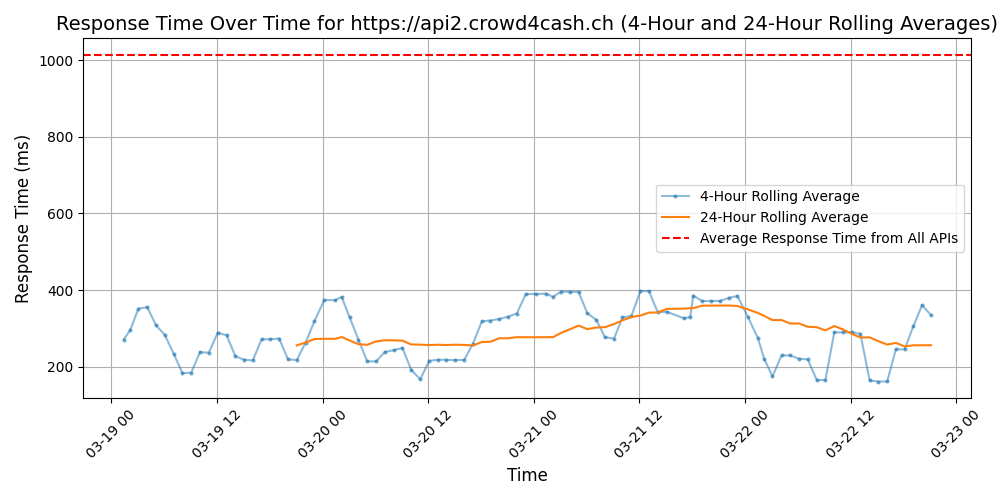 Response Time Over Time for https://api2.crowd4cash.ch (4-Hour and 24-Hour Rolling Averages)
Response Time (ms)
1000
800
600
400
200
4-Hour Rolling Average
24-Hour Rolling Average
Average Response Time from All APIs
03-19 00
03-19 12
03-20 00
03-20 12
03-21 00
03-21 12
03-22 00
03-22 12
03-23 00
Time